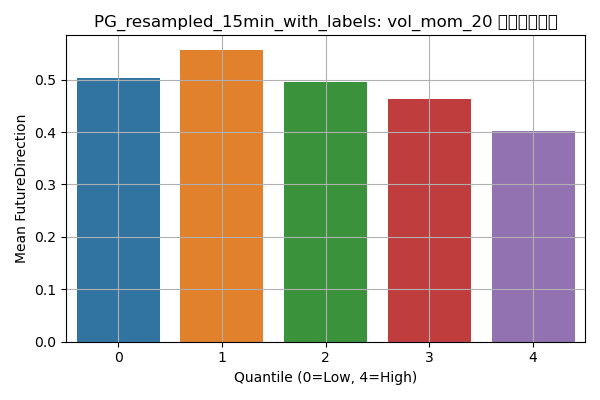 PG_resampled_15min_with_labels: vol_mom_20
0.5
0.4
0.3
0.2
0.1
0.0
Mean FutureDirection
0 1 2 3 4
Quantile (0=Low, 4=High)